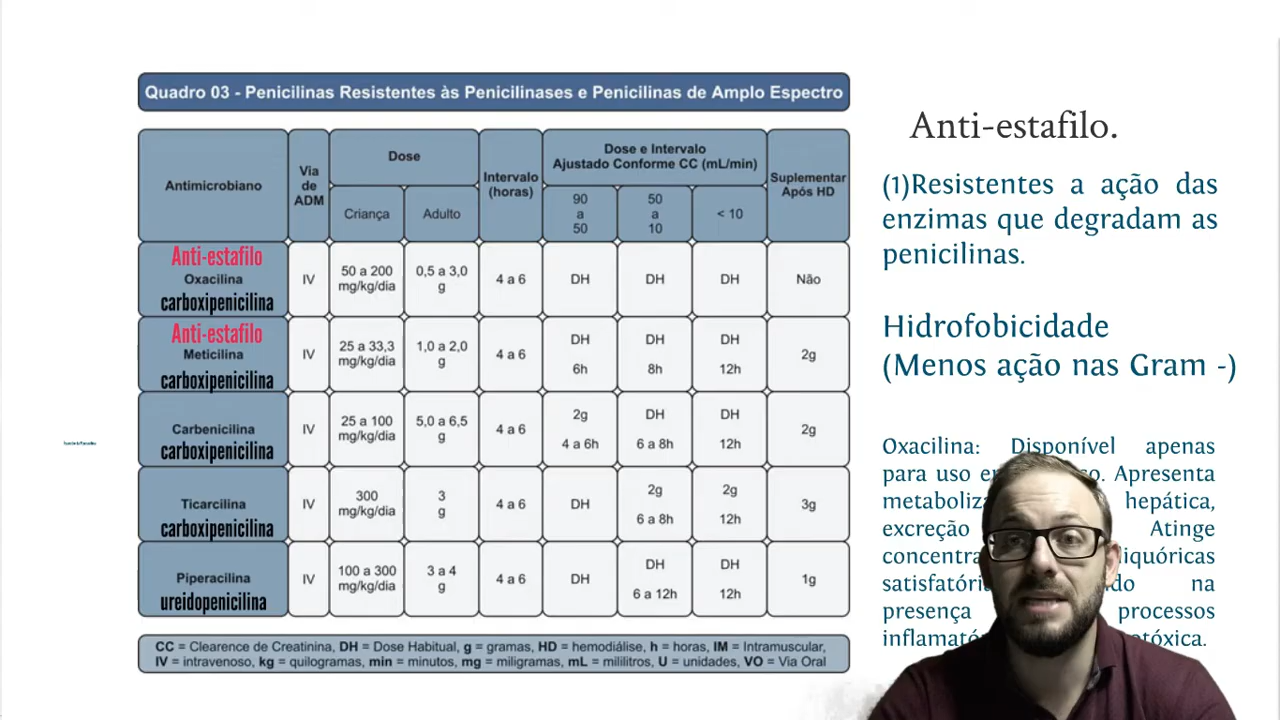 Quadro 03 - Penicilinas Resistentes às Penicilinases e Penicilinas de Amplo Espectro
Antimicrobiano
Via
de
ADM
Dose
Criança
Adulto
Intervalo
(horas)
Dose e Intervalo
Ajustado Conforme CC (mL/min)
90
a
50
50
a
10
< 10
Suplementar
Após HD
Anti-estafilo
Oxacilina
carboxipenicilina
IV
50 a 200
mg/kg/dia
0,5 a 3,0
g
4 a 6
DH
DH
DH
Não
Anti-estafilo
Meticilina
carboxipenicilina
IV
25 a 33,3
mg/kg/dia
1,0 a 2,0
g
4 a 6
DH
6h
DH
8h
DH
12h
2g
Carbenicilina
carboxipenicilina
IV
25 a 100
mg/kg/dia
5,0 a 6,5
g
4 a 6
2g
4 a 6h
DH
6 a 8h
DH
12h
2g
Ticarcilina
carboxipenicilina
IV
300
mg/kg/dia
3
g
4 a 6
DH
2g
6 a 8h
2g
12h
3g
Piperacilina
ureidopenicilina
IV
100 a 300
mg/kg/dia
3 a 4
g
4 a 6
DH
DH
6 a 12h
DH
12h
1g
CC = Clearence de Creatinina, DH = Dose Habitual, g = gramas, HD = hemodiálise, h = horas, IM = Intramuscular,
IV = intravenoso, kg = quilogramas, min = minutos, mg = miligramas, mL = mililitros, U = unidades, VO = Via Oral
Anti-estafilo.
(1)Resistentes a ação das
enzimas que degradam as
penicilinas.
Hidrofobicidade
(Menos ação nas Gram -)
Oxacilina: Disponível apenas
para uso Apresenta
hepática,
excreção Atinge
liquóricas
na
presença processos